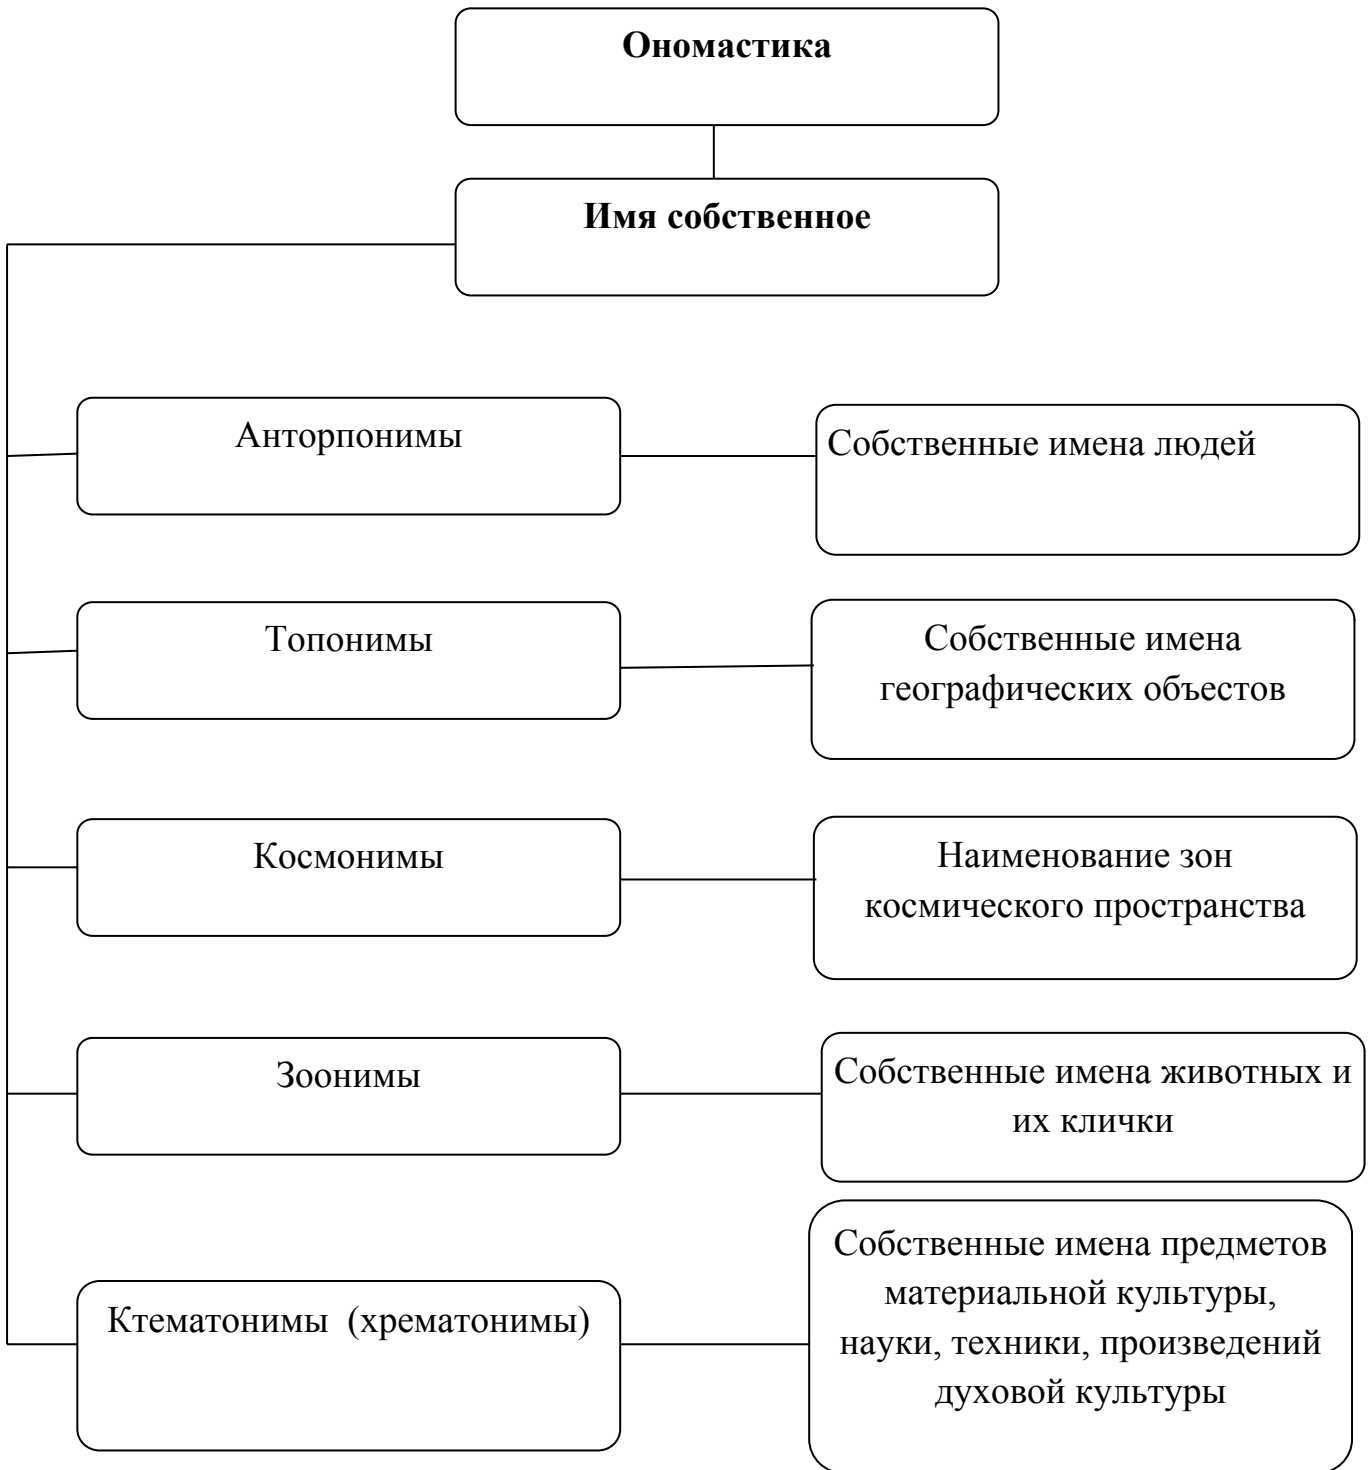 Ономастика
Имя собственное
Анторпонимы
Собственные имена людей
Топонимы
Собственные имена
географических объестов
Космонимы
Наименование зон
космического пространства
Зоонимы
Собственные имена животных и
их клички
Ктематонимы (хрематонимы)
Собственные имена предметов
материальной культуры,
науки, техники, произведений
духовой культуры